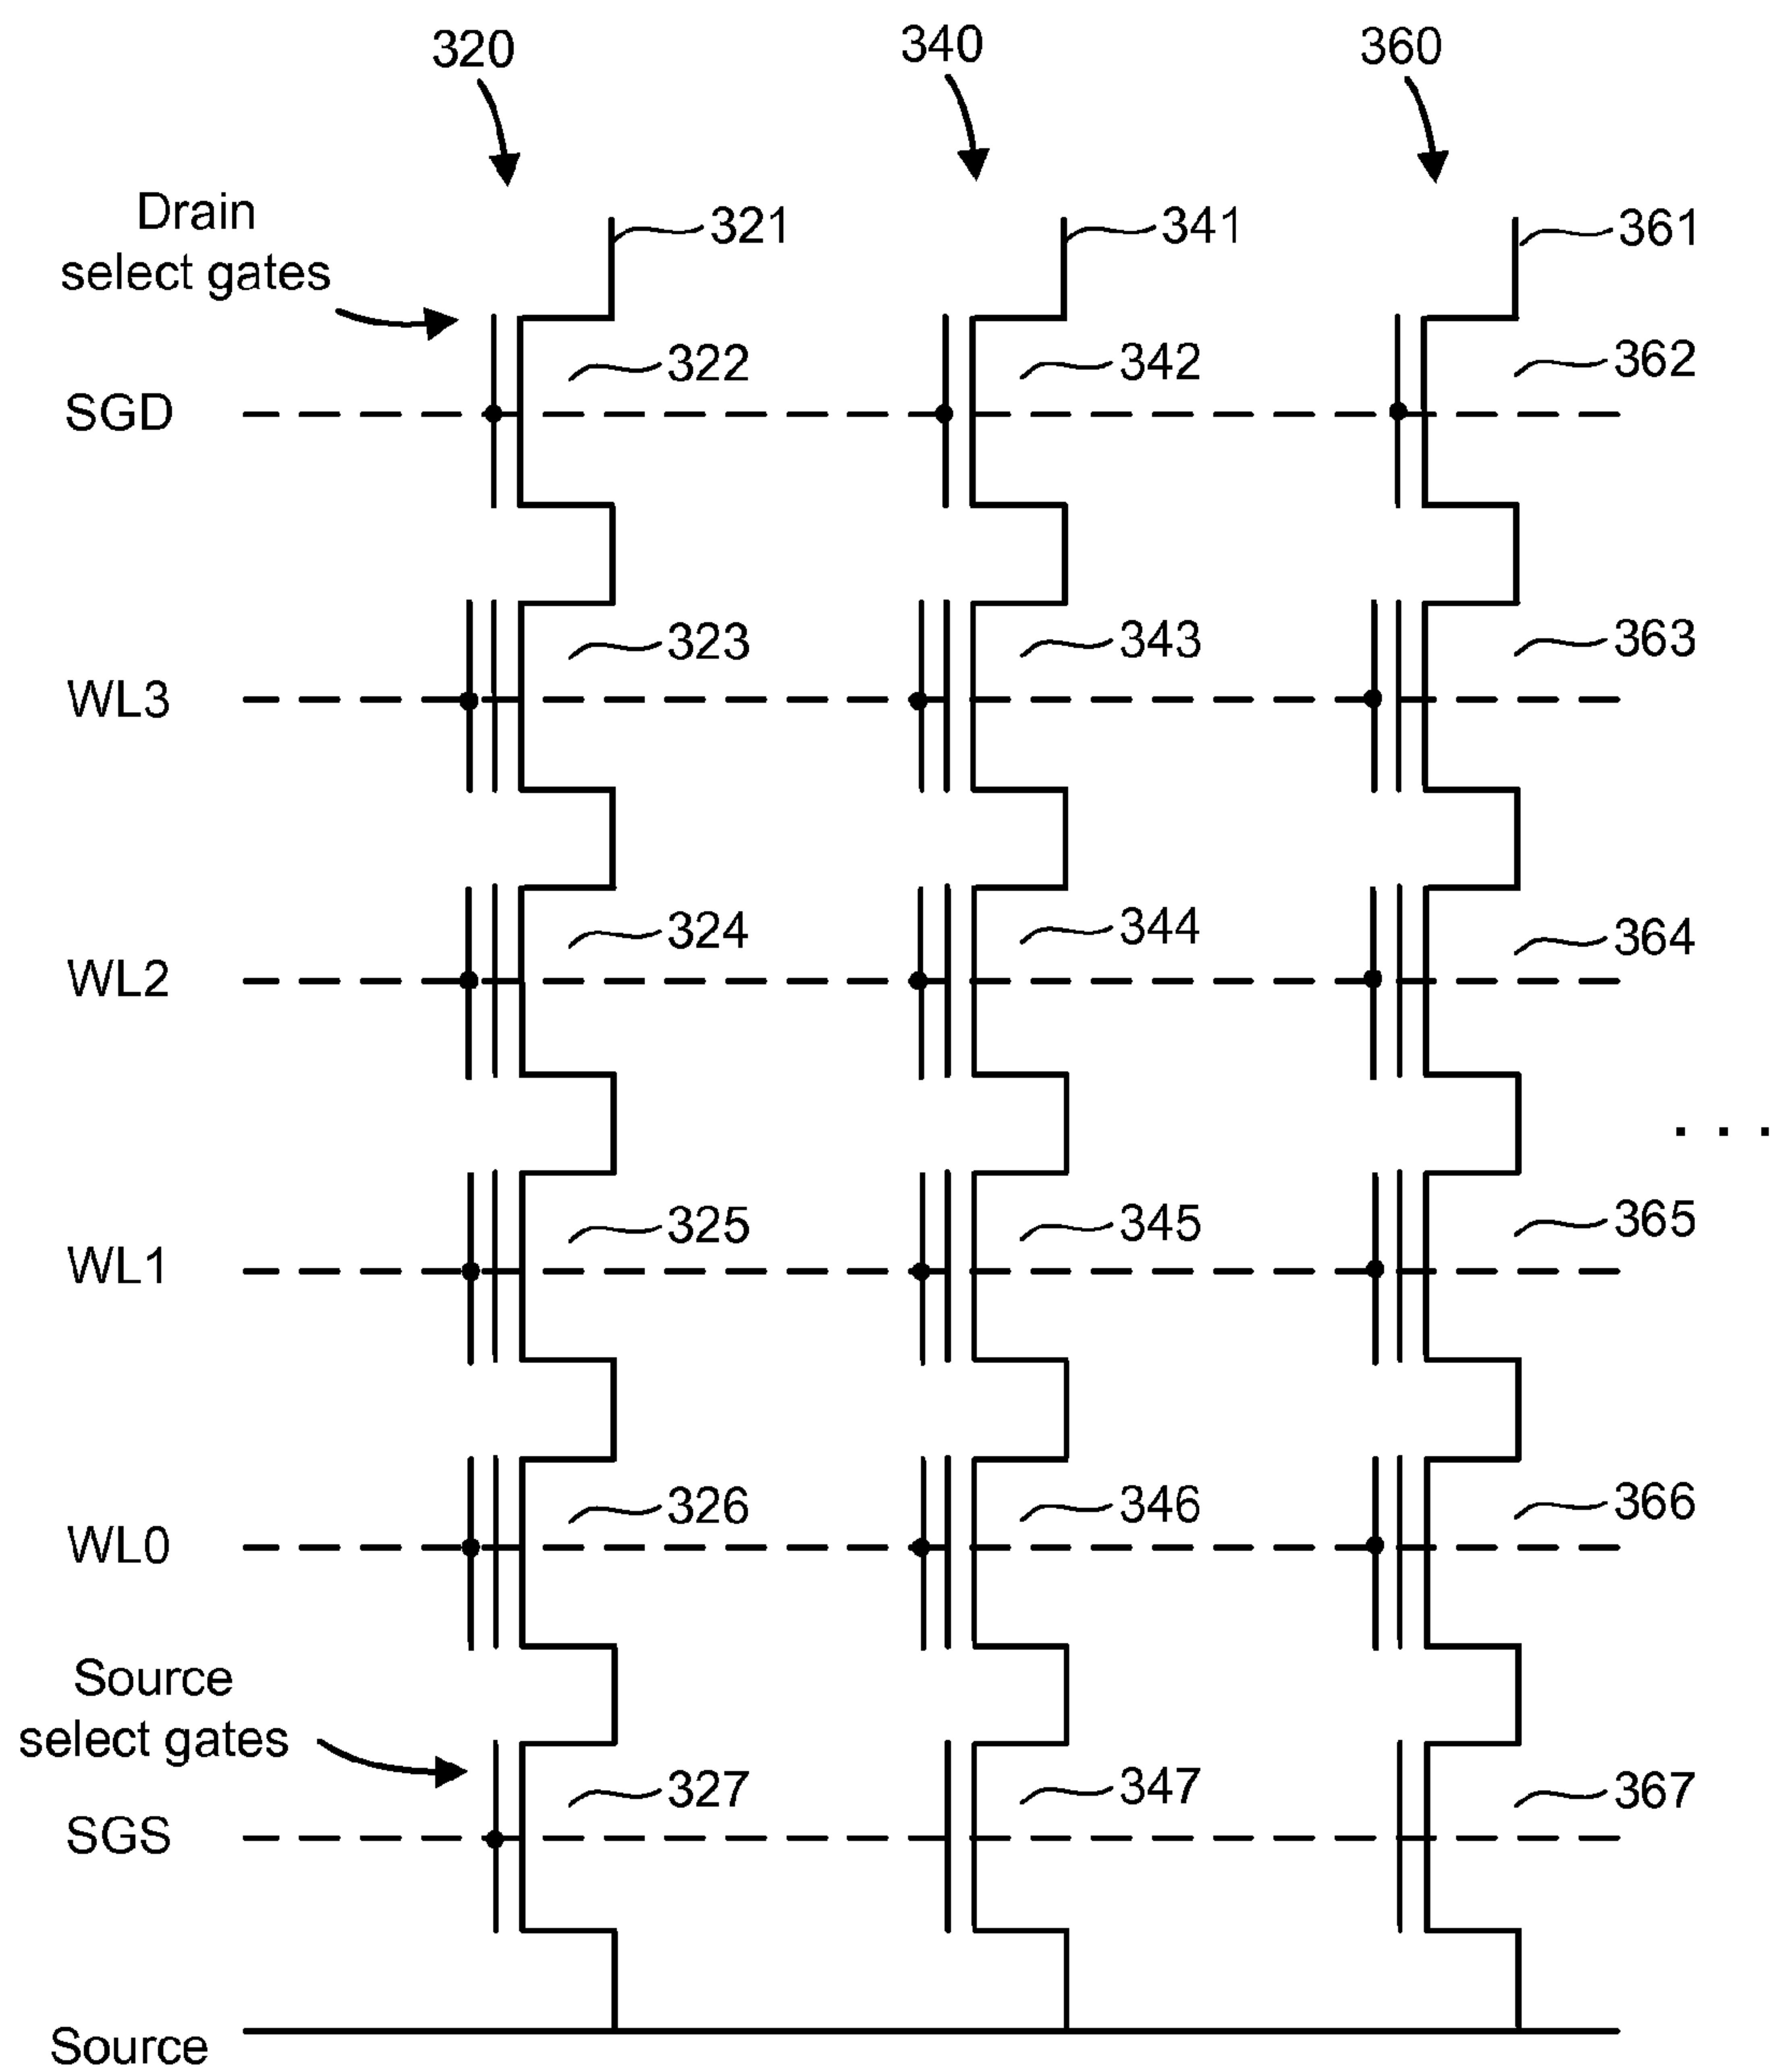 320 340 360
Drain
select gates
321 341 361
322 342 362
SGD
323 343 363
WL3
324 344 364
WL2
. . .
325 345 365
WL1
326 346 366
WL0
Source
select gates
327 347 367
SGS
Source